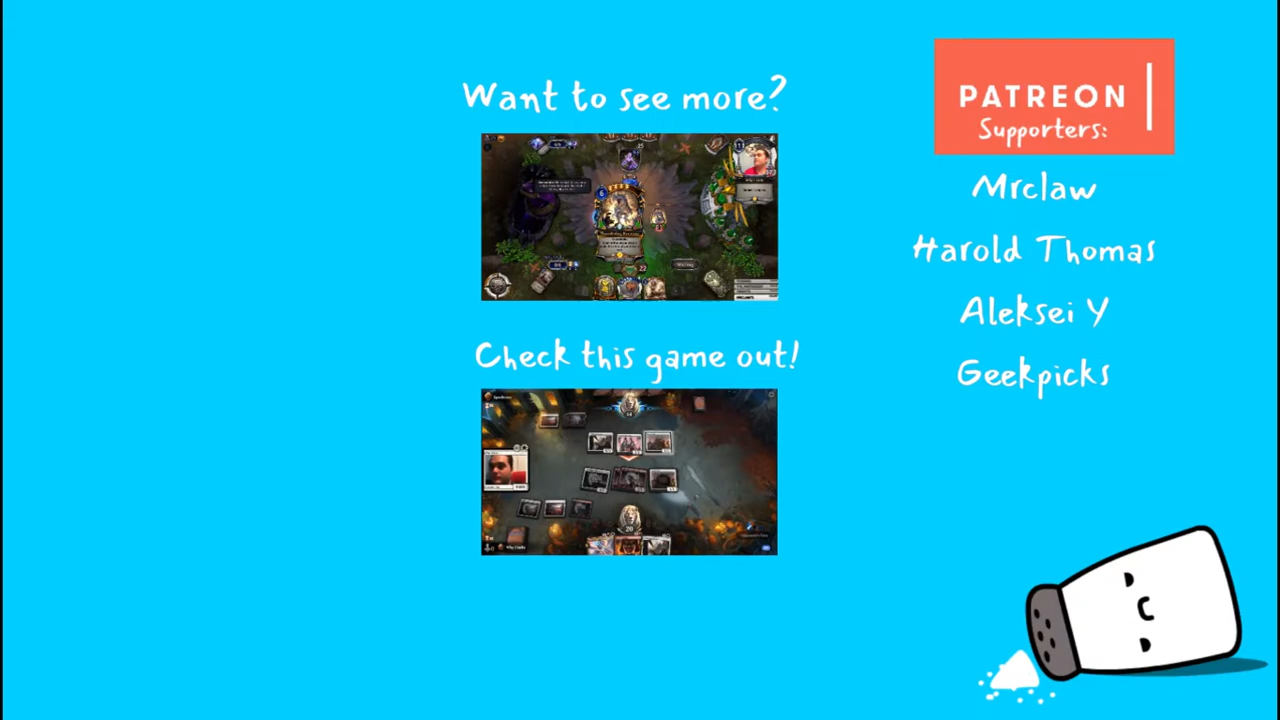 Want to see more?
Check this game out!
PATREON
Supporters:
Mrclaw
Harold Thomas
Aleksei Y
Geekpicks